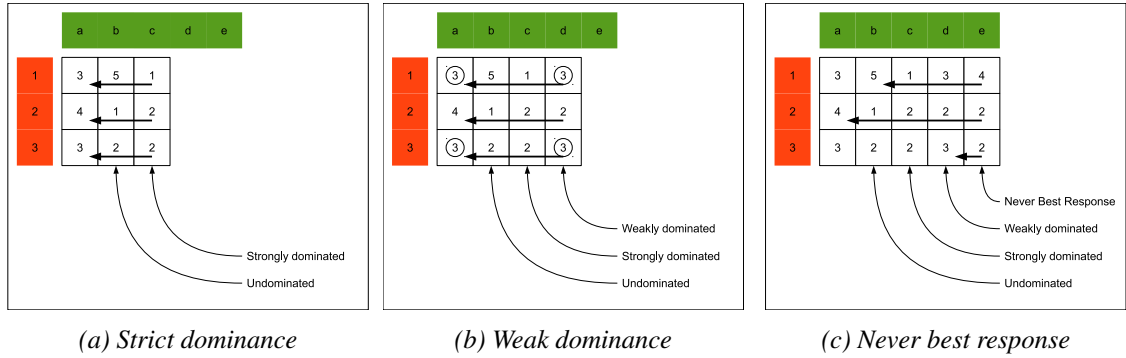 a b c d e
1 3 5 1
2 4 1 2
3 3 2 2
Strongly dominated
Undominated
(a) Strict dominance
a b c d e
1 3 5 1 3
2 4 1 2 2
3 3 2 2 3
Weakly dominated
Strongly dominated
Undominated
(b) Weak dominance
a b c d e
1 3 5 1 3 4
2 4 1 2 2 2
3 3 2 2 3 2
Never Best Response
Weakly dominated
Strongly dominated
Undominated
(c) Never best response